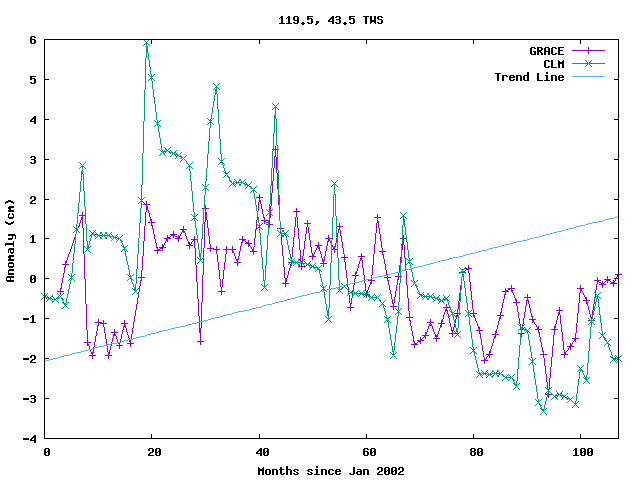 119.5, 43.5 TWS
GRACE
CLM
Trend Line
6
5
4
3
2
1
0
-1
-2
-3
-4
Anomaly (cm)
0 20 40 60 80 100
Months since Jan 2002